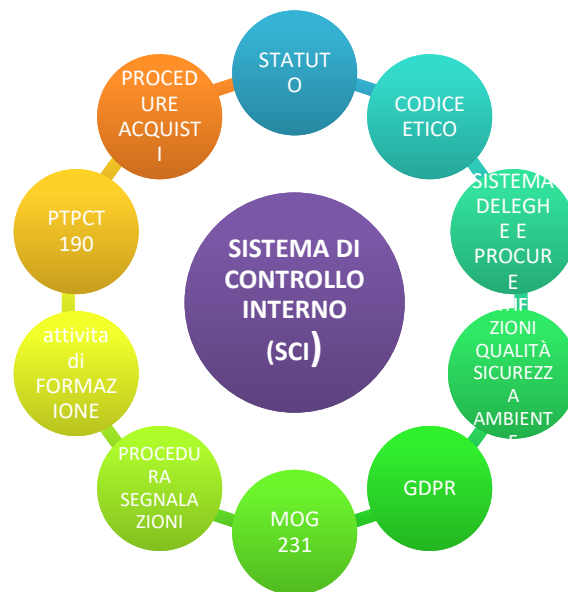 STATUT
O
CODICE
ETICO
SISTEMA
DELEGH
E E
PROCUR
E
ZIONI
QUALITÀ
SICUREZZ
A
AMBIENT
E
GDPR
MOG
231
PROCEDU
RA
SEGNALA
ZIONI
attivita
di
FORMAZ
IONE
PTPCT
190
PROCED
URE
ACQUIST
I
SISTEMA DI
CONTROLLO
INTERNO
(SCI)